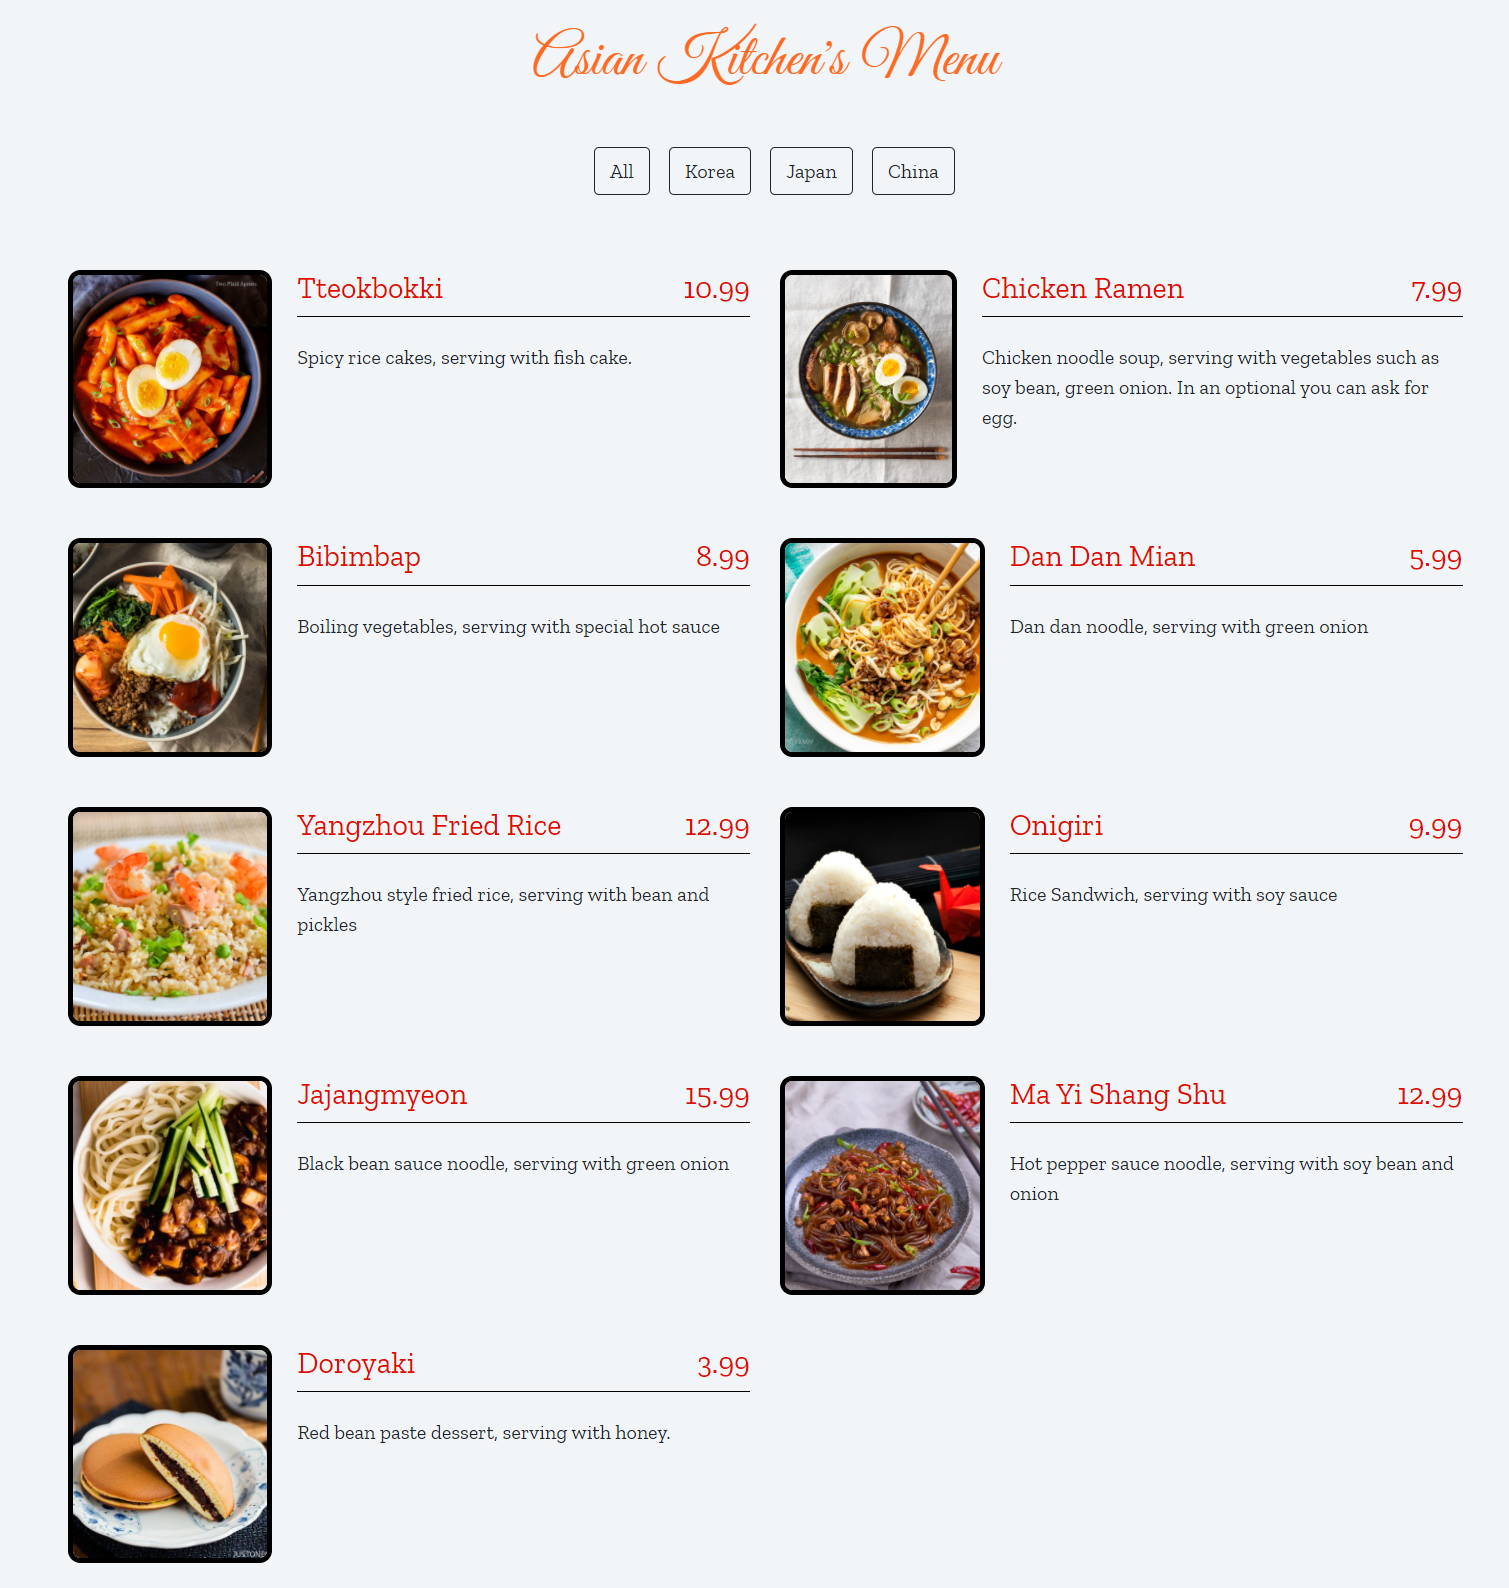 Asian Kitchen's Menu
All
Korea
Japan
China
Tteokbokki 10.99
Spicy rice cakes, serving with fish cake.
Chicken Ramen 7.99
Chicken noodle soup, serving with vegetables such as
soy bean, green onion. In an optional you can ask for
egg.
Bibimbap 8.99
Boiling vegetables, serving with special hot sauce
Dan Dan Mian 5.99
Dan dan noodle, serving with green onion
Yangzhou Fried Rice 12.99
Yangzhou style fried rice, serving with bean and
pickles
Onigiri 9.99
Rice Sandwich, serving with soy sauce
Jajangmyeon 15.99
Black bean sauce noodle, serving with green onion
Ma Yi Shang Shu 12.99
Hot pepper sauce noodle, serving with soy bean and
onion
Doroyaki 3.99
Red bean paste dessert, serving with honey.
Two Plaid Aprons